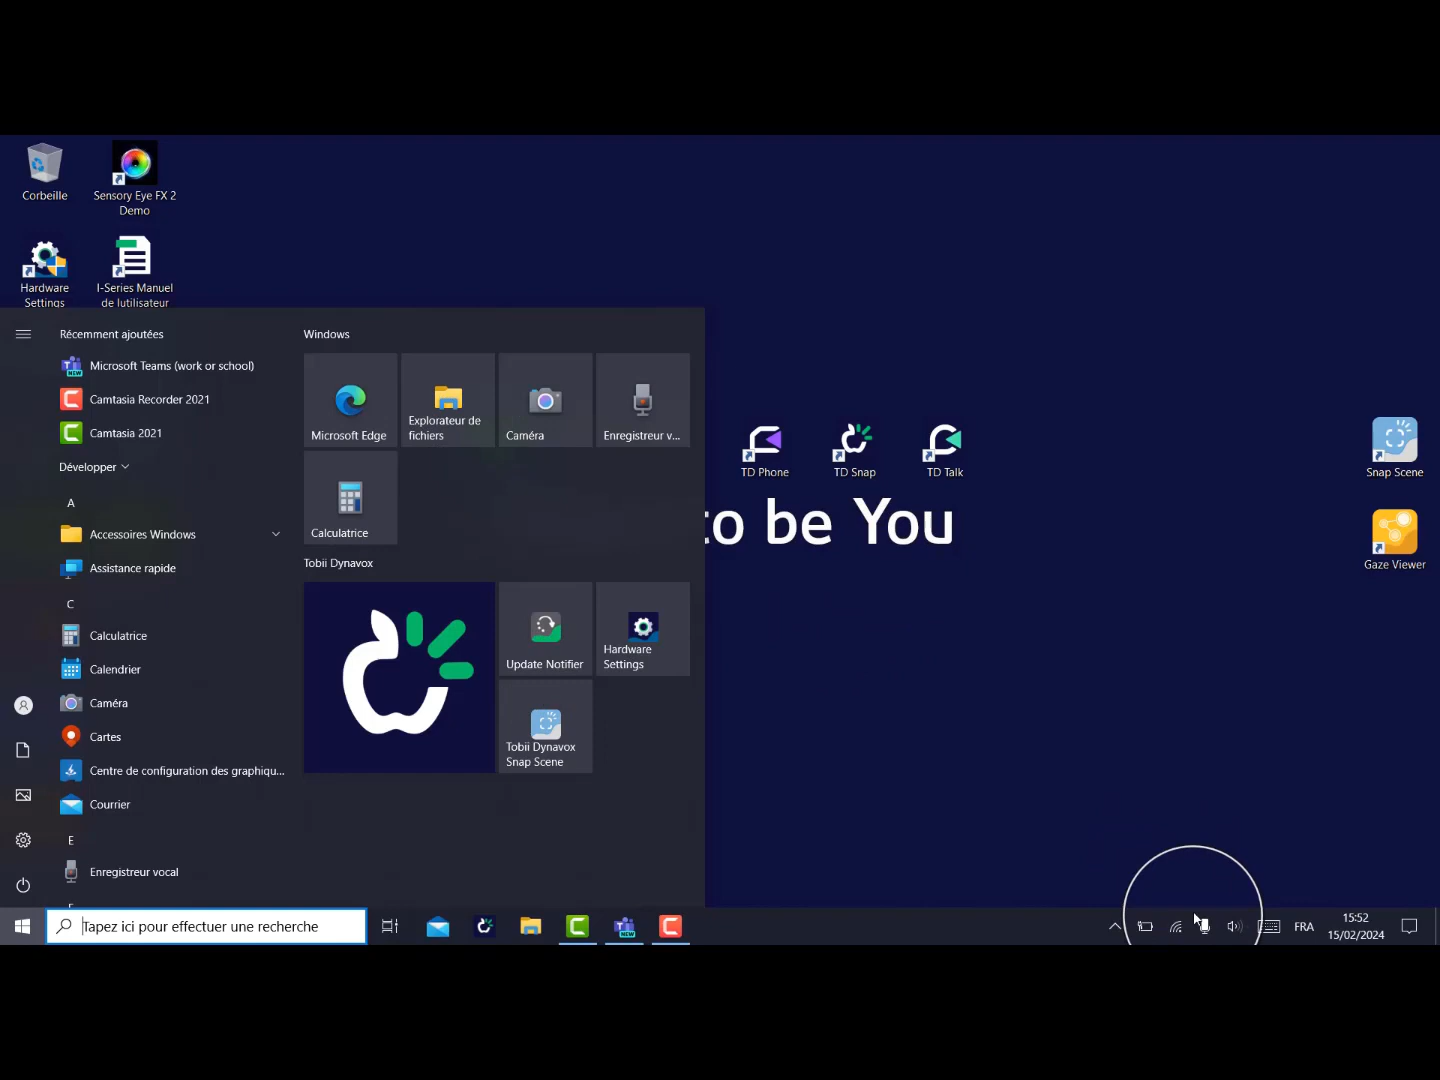 Corbeille
Sensory Eye FX 2
Demo
Hardware
Settings
I-Series Manuel
de lutilisateur
Récemment ajoutées
Microsoft Teams (work or school)
NEW
Camtasia Recorder 2021
Camtasia 2021
Développer
A
Accessoires Windows
Assistance rapide
C
Calculatrice
Calendrier
Caméra
Cartes
Centre de configuration des graphiqu...
Courrier
E
Enregistreur vocal
Windows
Microsoft Edge
Explorateur de
fichiers
Caméra
Enregistreur v...
Calculatrice
Tobii Dynavox
Update Notifier
Hardware
Settings
Tobii Dynavox
Snap Scene
TD Phone
TD Snap
TD Talk
to be You
Snap Scene
Gaze Viewer
Tapez ici pour effectuer une recherche
NEW
FRA
15:52
15/02/2024